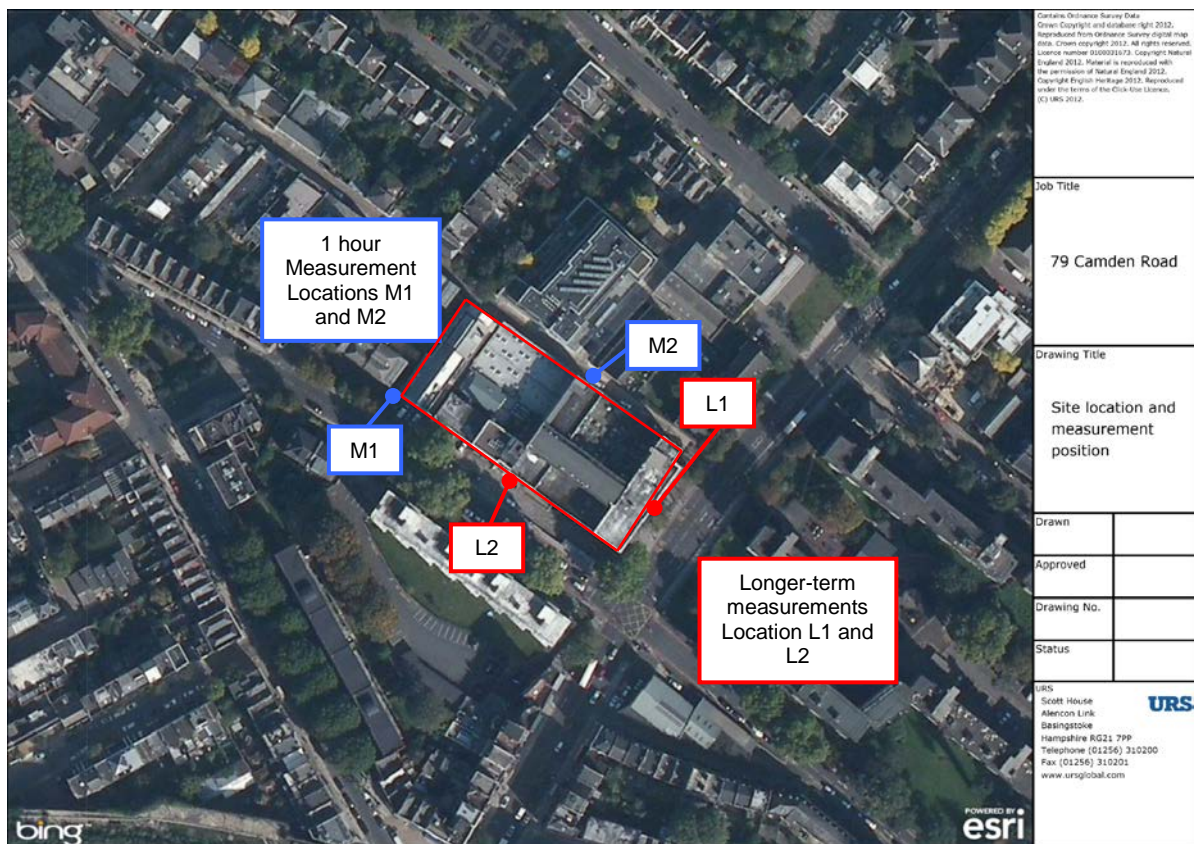 1 hour
Measurement
Locations M1
and M2
M2
L1
M1
L2
Longer-term
measurements
Location L1 and
L2
bing
POWERED BY
esri
Contains Ordnance Survey Data
Crown Copyright and database right 2012.
Reproduced from Ordnance Survey digital map
data. Crown copyright 2012. All rights reserved.
Licence number 0100031673. Copyright Natural
England 2012. Material is reproduced with
the permission of Natural England 2012.
Copyright English Heritage 2012. Reproduced
under the terms of the Click-Use Licence.
(C) URS 2012.
Job Title
79 Camden Road
Drawing Title
Site location and
measurement
position
Drawn
Approved
Drawing No.
Status
URS
URS
Scott House
Alencon Link
Basingstoke
Hampshire RG21 7PP
Telephone (01256) 310200
Fax (01256) 310201
www.ursglobal.com